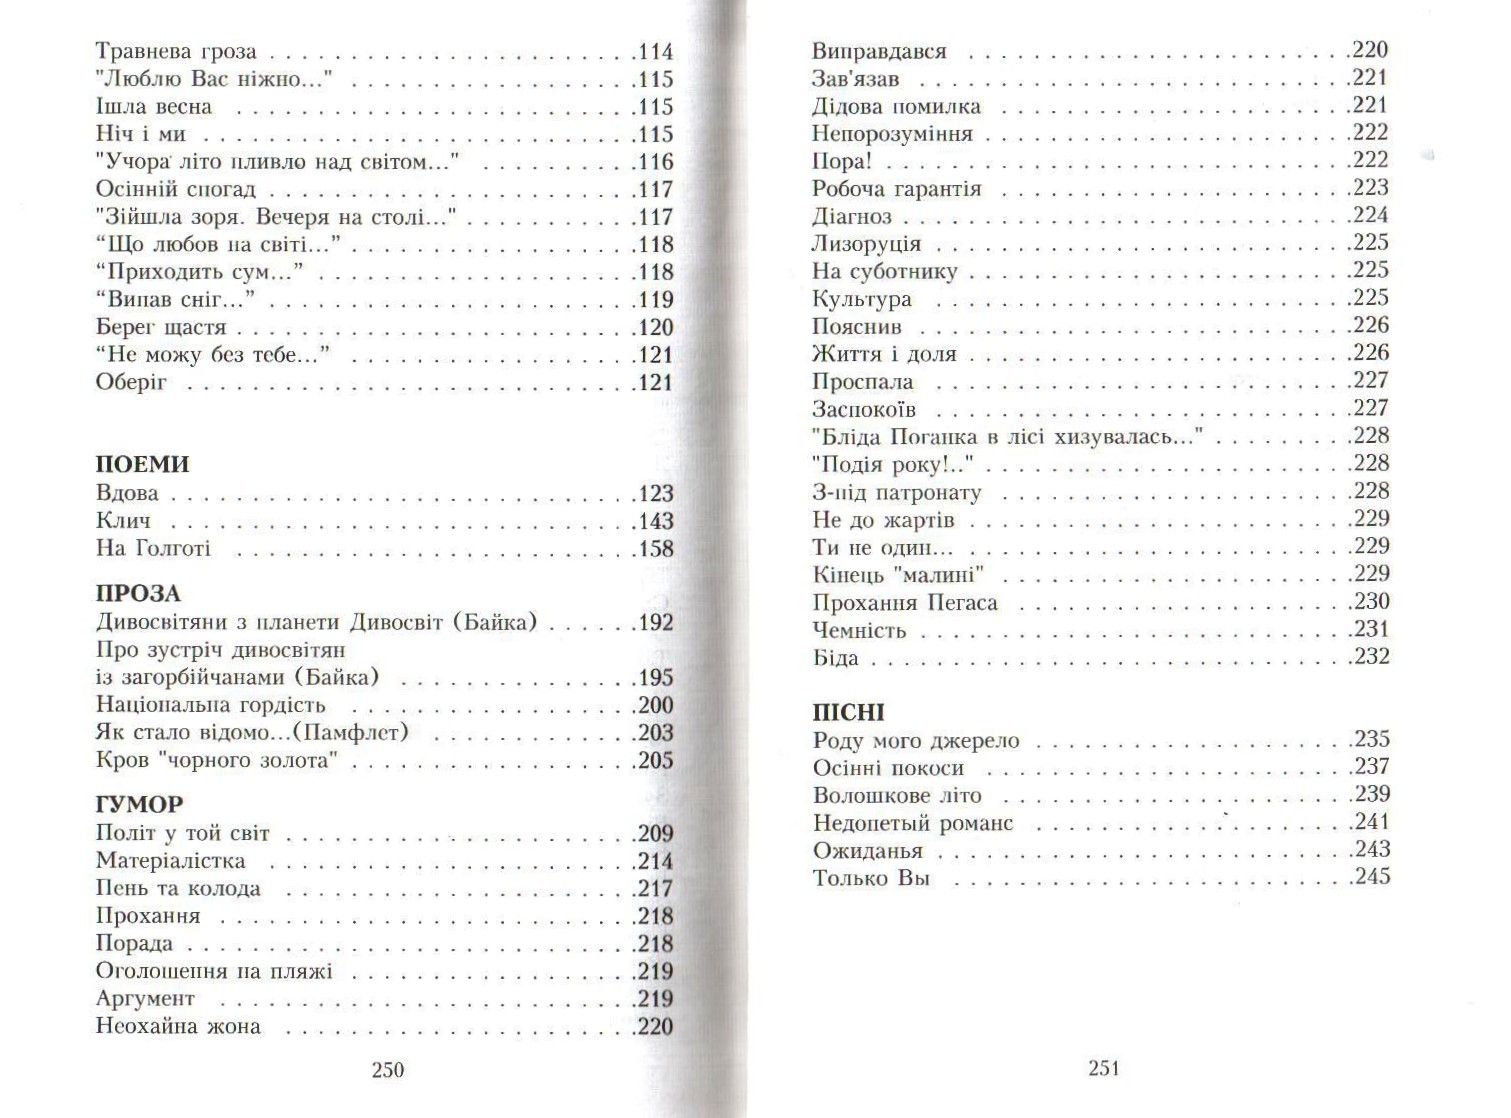 Травнева гроза . . . . . . . . . . . . . . . . . . . . . . .114
"Люблю Вас ніжно..." . . . . . . . . . . . . . . . . . .115
Ішла весна . . . . . . . . . . . . . . . . . . . . . . . . .115
Ніч і ми . . . . . . . . . . . . . . . . . . . . . . . . . . .115
"Учора літо пливло над світом..." . . . . . . . . . .116
Осінній спогад . . . . . . . . . . . . . . . . . . . . . . .117
"Зійшла зоря. Вечеря на столі..." . . . . . . . . . . .117
“Що любов на світі...” . . . . . . . . . . . . . . . . . .118
“Приходить сум...” . . . . . . . . . . . . . . . . . . . .118
“Випав сніг...” . . . . . . . . . . . . . . . . . . . . . . .119
Берег щастя . . . . . . . . . . . . . . . . . . . . . . . . .120
“Не можу без тебе...” . . . . . . . . . . . . . . . . . .121
Оберіг . . . . . . . . . . . . . . . . . . . . . . . . . . . .121
ПОЕМИ
Вдова . . . . . . . . . . . . . . . . . . . . . . . . . . . . .123
Клич . . . . . . . . . . . . . . . . . . . . . . . . . . . . .143
На Голготі . . . . . . . . . . . . . . . . . . . . . . . . .158
ПРОЗА
Дивосвітяни з планети Дивосвіт (Байка) . . . . . .192
Про зустріч дивосвітян
із загорбійчанами (Байка) . . . . . . . . . . . . . . .195
Національна гордість . . . . . . . . . . . . . . . . . .200
Як стало відомо...(Памфлет) . . . . . . . . . . . . .203
Кров "чорного золота" . . . . . . . . . . . . . . . . . .205
ГУМОР
Політ у той світ . . . . . . . . . . . . . . . . . . . . . .209
Матеріалістка . . . . . . . . . . . . . . . . . . . . . . .214
Пень та колода . . . . . . . . . . . . . . . . . . . . . .217
Прохання . . . . . . . . . . . . . . . . . . . . . . . . . .218
Порада . . . . . . . . . . . . . . . . . . . . . . . . . . . .218
Оголошення на пляжі . . . . . . . . . . . . . . . . . .219
Аргумент . . . . . . . . . . . . . . . . . . . . . . . . . .219
Неохайна жона . . . . . . . . . . . . . . . . . . . . . .220
250
Виправдався . . . . . . . . . . . . . . . . . . . . . . . .220
Зав'язав . . . . . . . . . . . . . . . . . . . . . . . . . . .221
Дідова помилка . . . . . . . . . . . . . . . . . . . . . .221
Непорозуміння . . . . . . . . . . . . . . . . . . . . . . .222
Пора! . . . . . . . . . . . . . . . . . . . . . . . . . . . . .222
Робоча гарантія . . . . . . . . . . . . . . . . . . . . . .223
Діагноз . . . . . . . . . . . . . . . . . . . . . . . . . . . .224
Лизоруція . . . . . . . . . . . . . . . . . . . . . . . . . .225
На суботнику . . . . . . . . . . . . . . . . . . . . . . . .225
Культура . . . . . . . . . . . . . . . . . . . . . . . . . .225
Пояснив . . . . . . . . . . . . . . . . . . . . . . . . . . .226
Життя і доля . . . . . . . . . . . . . . . . . . . . . . . .226
Проспала . . . . . . . . . . . . . . . . . . . . . . . . . .227
Заспокоїв . . . . . . . . . . . . . . . . . . . . . . . . . .227
"Бліда Поганка в лісі хизувалась..." . . . . . . . . .228
"Подія року!.." . . . . . . . . . . . . . . . . . . . . . . .228
З-під патронату . . . . . . . . . . . . . . . . . . . . . .228
Не до жартів . . . . . . . . . . . . . . . . . . . . . . . .229
Ти не один... . . . . . . . . . . . . . . . . . . . . . . . .229
Кінець "малині" . . . . . . . . . . . . . . . . . . . . . .229
Прохання Пегаса . . . . . . . . . . . . . . . . . . . . .230
Чемність . . . . . . . . . . . . . . . . . . . . . . . . . . .231
Біда . . . . . . . . . . . . . . . . . . . . . . . . . . . . . .232
ПІСНІ
Роду мого джерело . . . . . . . . . . . . . . . . . . . .235
Осінні покоси . . . . . . . . . . . . . . . . . . . . . . .237
Волошкове літо . . . . . . . . . . . . . . . . . . . . . .239
Недопетый романс . . . . . . . . . . . . . . . . . . . .241
Ожиданья . . . . . . . . . . . . . . . . . . . . . . . . . .243
Только Вы . . . . . . . . . . . . . . . . . . . . . . . . .245
251